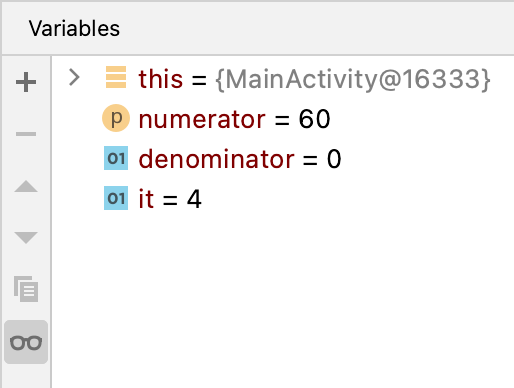 Variables
this = {MainActivity@16333}
p numerator = 60
01 denominator = 0
01 it = 4